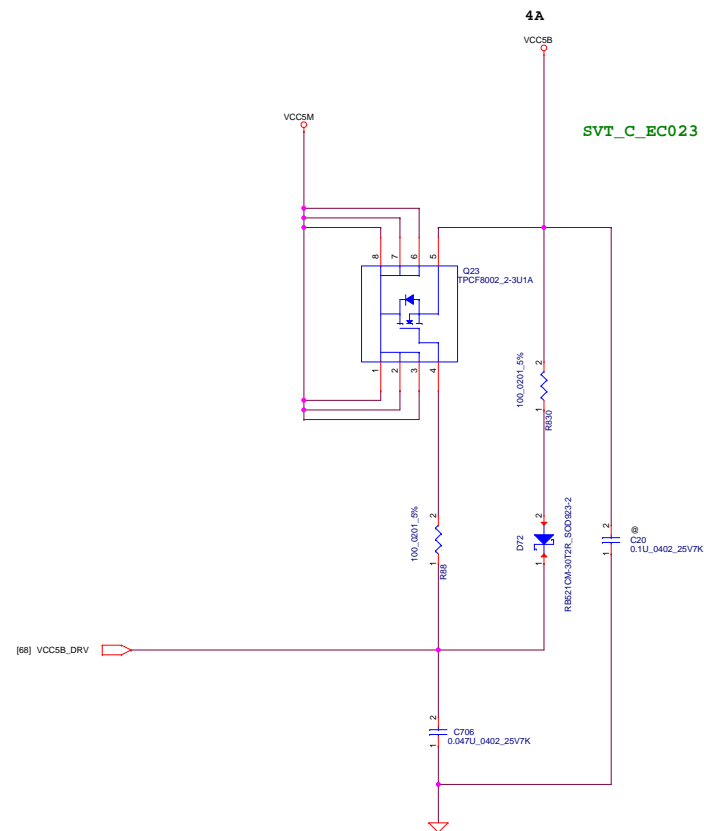 4A
VCC5B
VCC5M
SVT_C_EC023
8
7
6
5
Q23
TPCF8002_2-3U1A
1
2
3
4
2
100_0201_5%
1
R830
2
100_0201_5%
1
R88
2
D72
1
RB521CM-30T2R_SOD923-2
2
@
C20
1
0.1U_0402_25V7K
[68] VCC5B_DRV
2
C706
1
0.047U_0402_25V7K